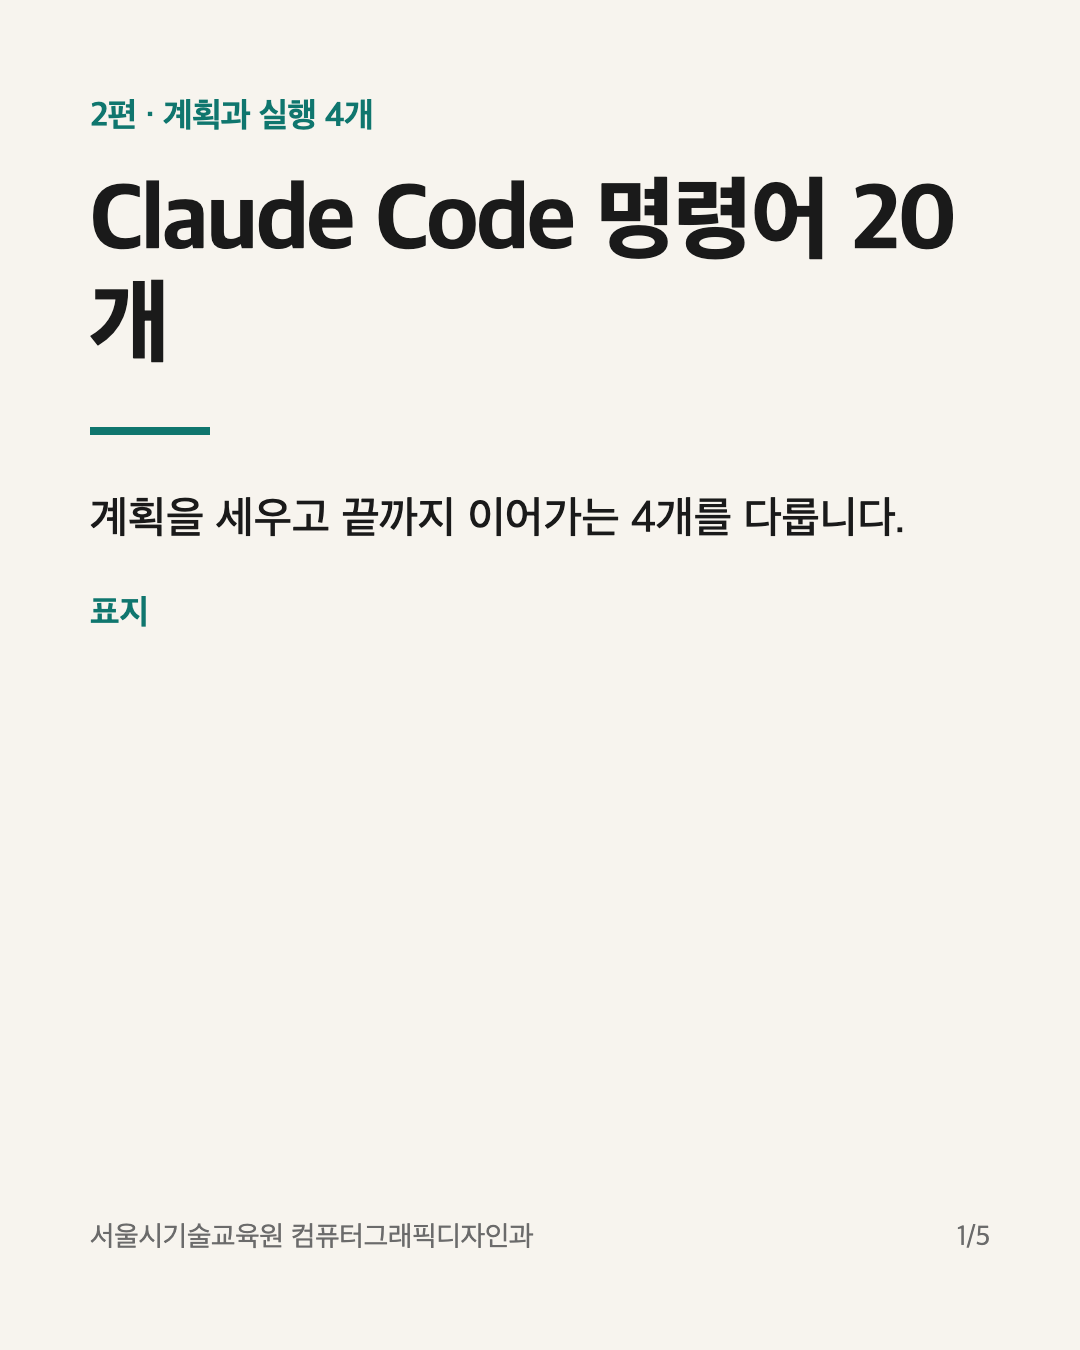 2편 · 계획과 실행 4개
Claude Code 명령어 20
개
계획을 세우고 끝까지 이어가는 4개를 다룹니다.
표지
서울시기술교육원 컴퓨터그래픽디자인과
1/5